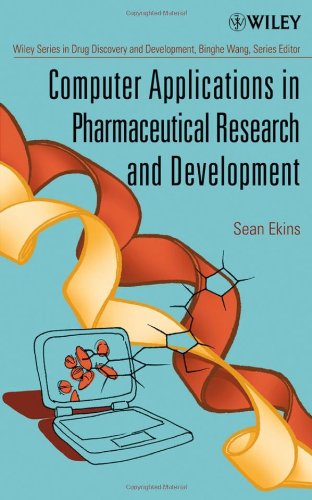 WILEY
Wiley Series in Drug Discovery and Development, Binghe Wang, Series Editor
Computer Applications in
Pharmaceutical Research
and Development
Sean Ekins